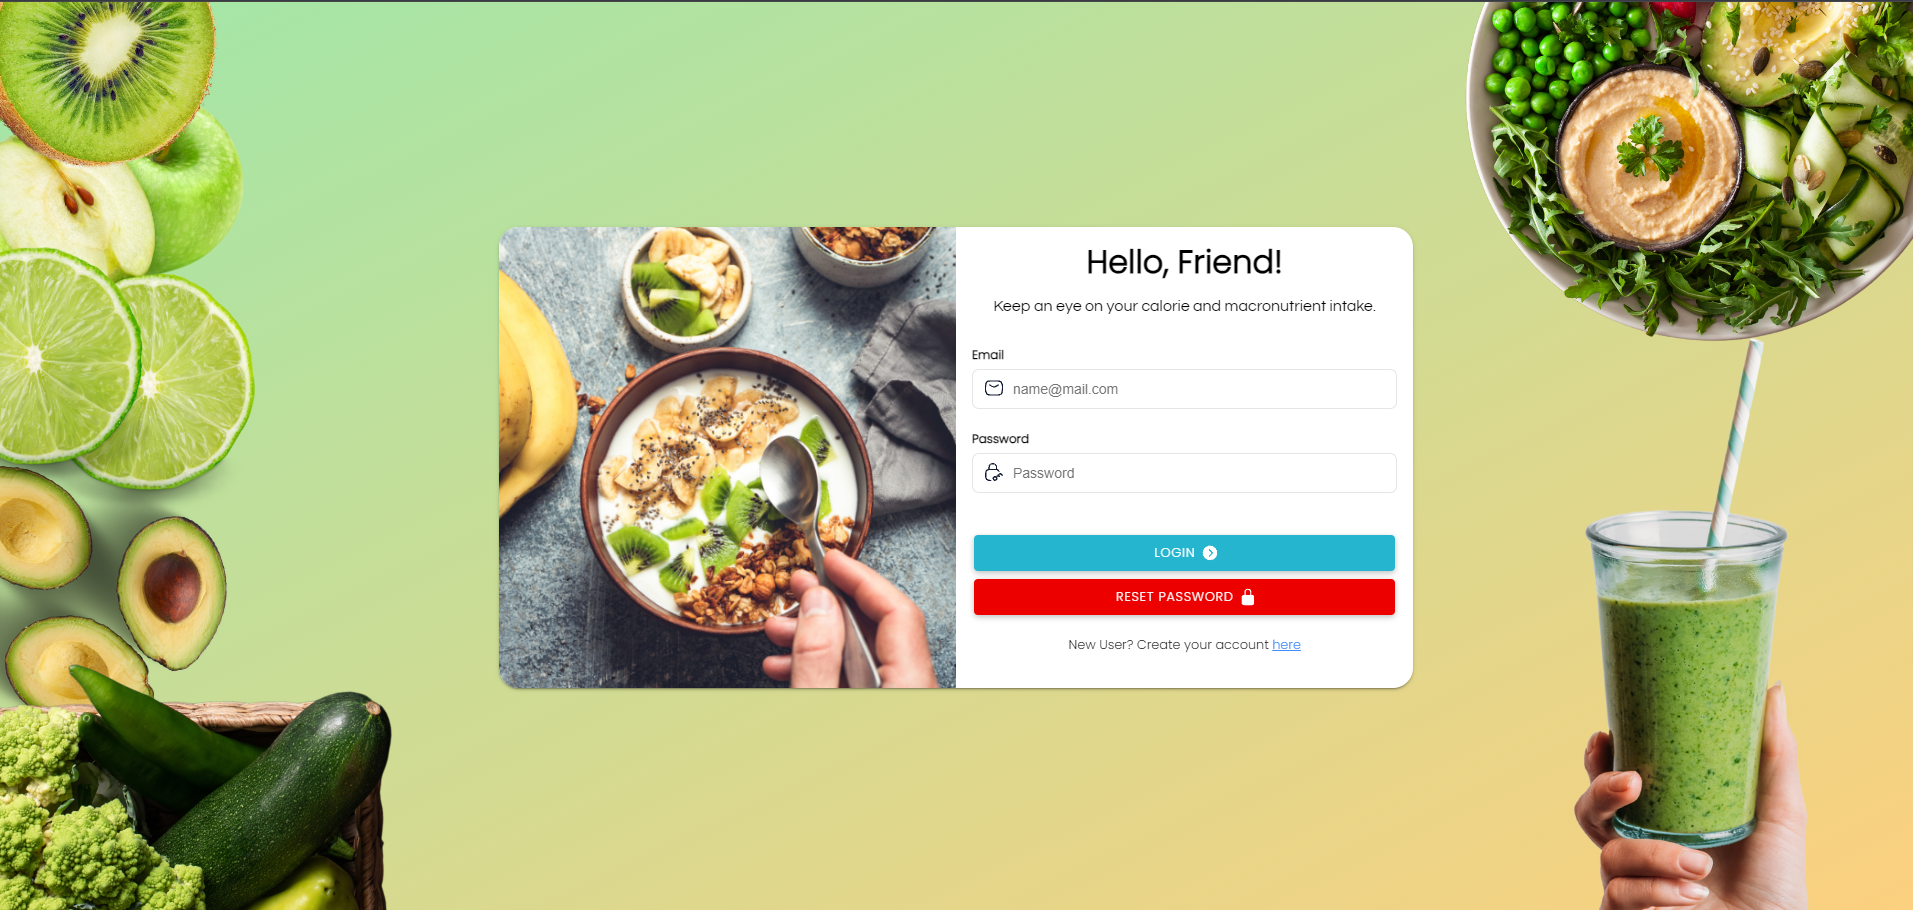 Hello, Friend!
Keep an eye on your calorie and macronutrient intake.
Email
name@mail.com
Password
Password
LOGIN
RESET PASSWORD
New User? Create your account here